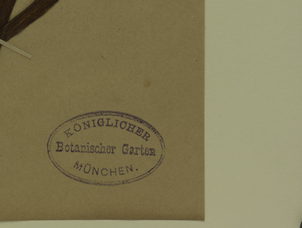 KÖNIGLICHER
Botanischer Garten
MÜNCHEN.